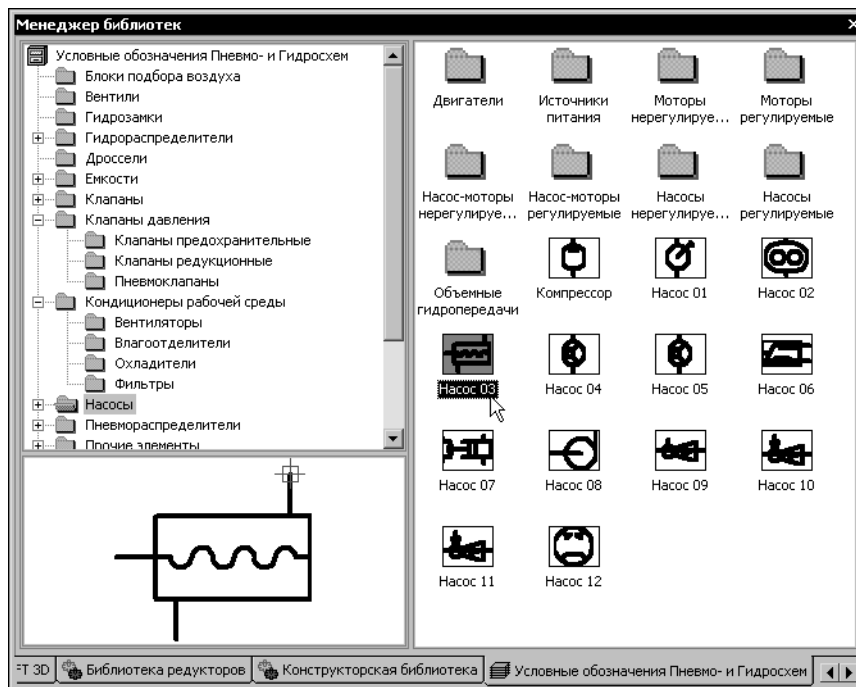 Менеджер библиотек
Условные обозначения Пневмо- и Гидросхем
Блоки подбора воздуха
Вентили
Гидрозамки
Гидрораспределители
Дроссели
Емкости
Клапаны
Клапаны давления
Клапаны предохранительные
Клапаны редукционные
Пневмоклапаны
Кондиционеры рабочей среды
Вентиляторы
Влагоотделители
Охладители
Фильтры
Насосы
Пневмораспределители
Прочие элементы
Двигатели
Источники
питания
Моторы
нерегулируе...
Моторы
регулируемые
Насос-моторы
нерегулируе...
Насос-моторы
регулируемые
Насосы
нерегулируе...
Насосы
регулируемые
Объемные
гидропередачи
Компрессор
Насос 01
Насос 02
Насос 03
Насос 04
Насос 05
Насос 06
Насос 07
Насос 08
Насос 09
Насос 10
Насос 11
Насос 12
3D
Библиотека редукторов
Конструкторская библиотека
Условные обозначения Пневмо- и Гидросхем